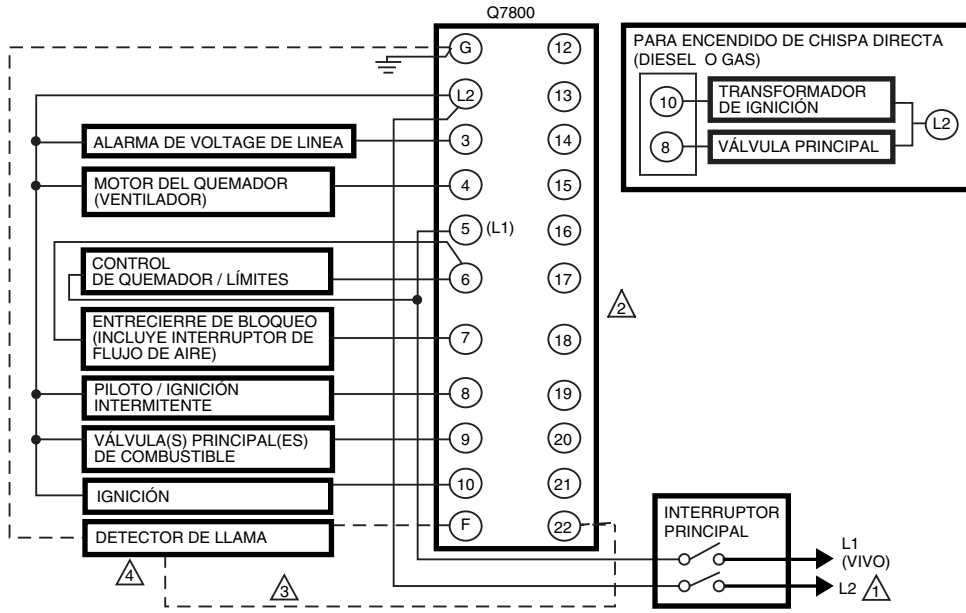 Q7800
G
12
L2
13
ALARMA DE VOLTAGE DE LINEA
3
14
MOTOR DEL QUEMADOR
(VENTILADOR)
4
15
5
(L1)
16
CONTROL
DE QUEMADOR / LÍMITES
6
17
2
ENTRECIERRE DE BLOQUEO
(INCLUYE INTERRUPTOR DE
FLUJO DE AIRE)
7
18
PILOTO / IGNICIÓN
INTERMITENTE
8
19
VÁLVULA(S) PRINCIPAL(ES)
DE COMBUSTIBLE
9
20
IGNICIÓN
10
21
DETECTOR DE LLAMA
F
22
4
3
PARA ENCENDIDO DE CHISPA DIRECTA
(DIESEL O GAS)
10
TRANSFORMADOR
DE IGNICIÓN
L2
8
VÁLVULA PRINCIPAL
INTERRUPTOR
PRINCIPAL
L1
(VIVO)
L2
1